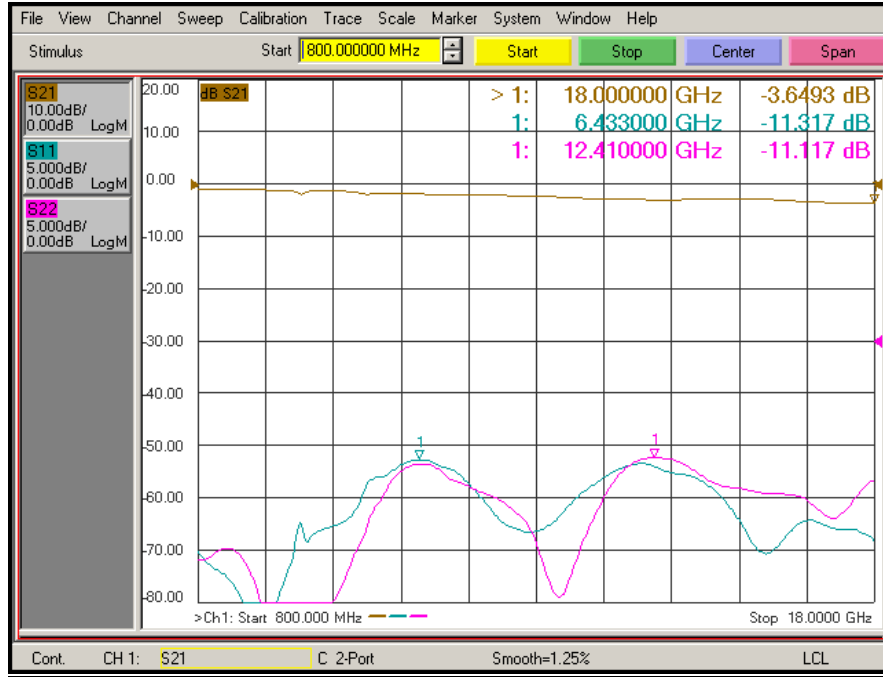 File View Channel Sweep Calibration Trace Scale Marker System Window Help
Stimulus Start 800.000000 MHz Start Stop Center Span
S21
10.00dB/
0.00dB LogM
S11
5.000dB/
0.00dB LogM
S22
5.000dB/
0.00dB LogM
dB S21
> 1: 18.000000 GHz -3.6493 dB
1: 6.433000 GHz -11.317 dB
1: 12.410000 GHz -11.117 dB
20.00
10.00
0.00
-10.00
-20.00
-30.00
-40.00
-50.00
-60.00
-70.00
-80.00
1
1
>Ch1: Start 800.000 MHz Stop 18.0000 GHz
Cont. CH 1: S21 C 2-Port Smooth=1.25% LCL